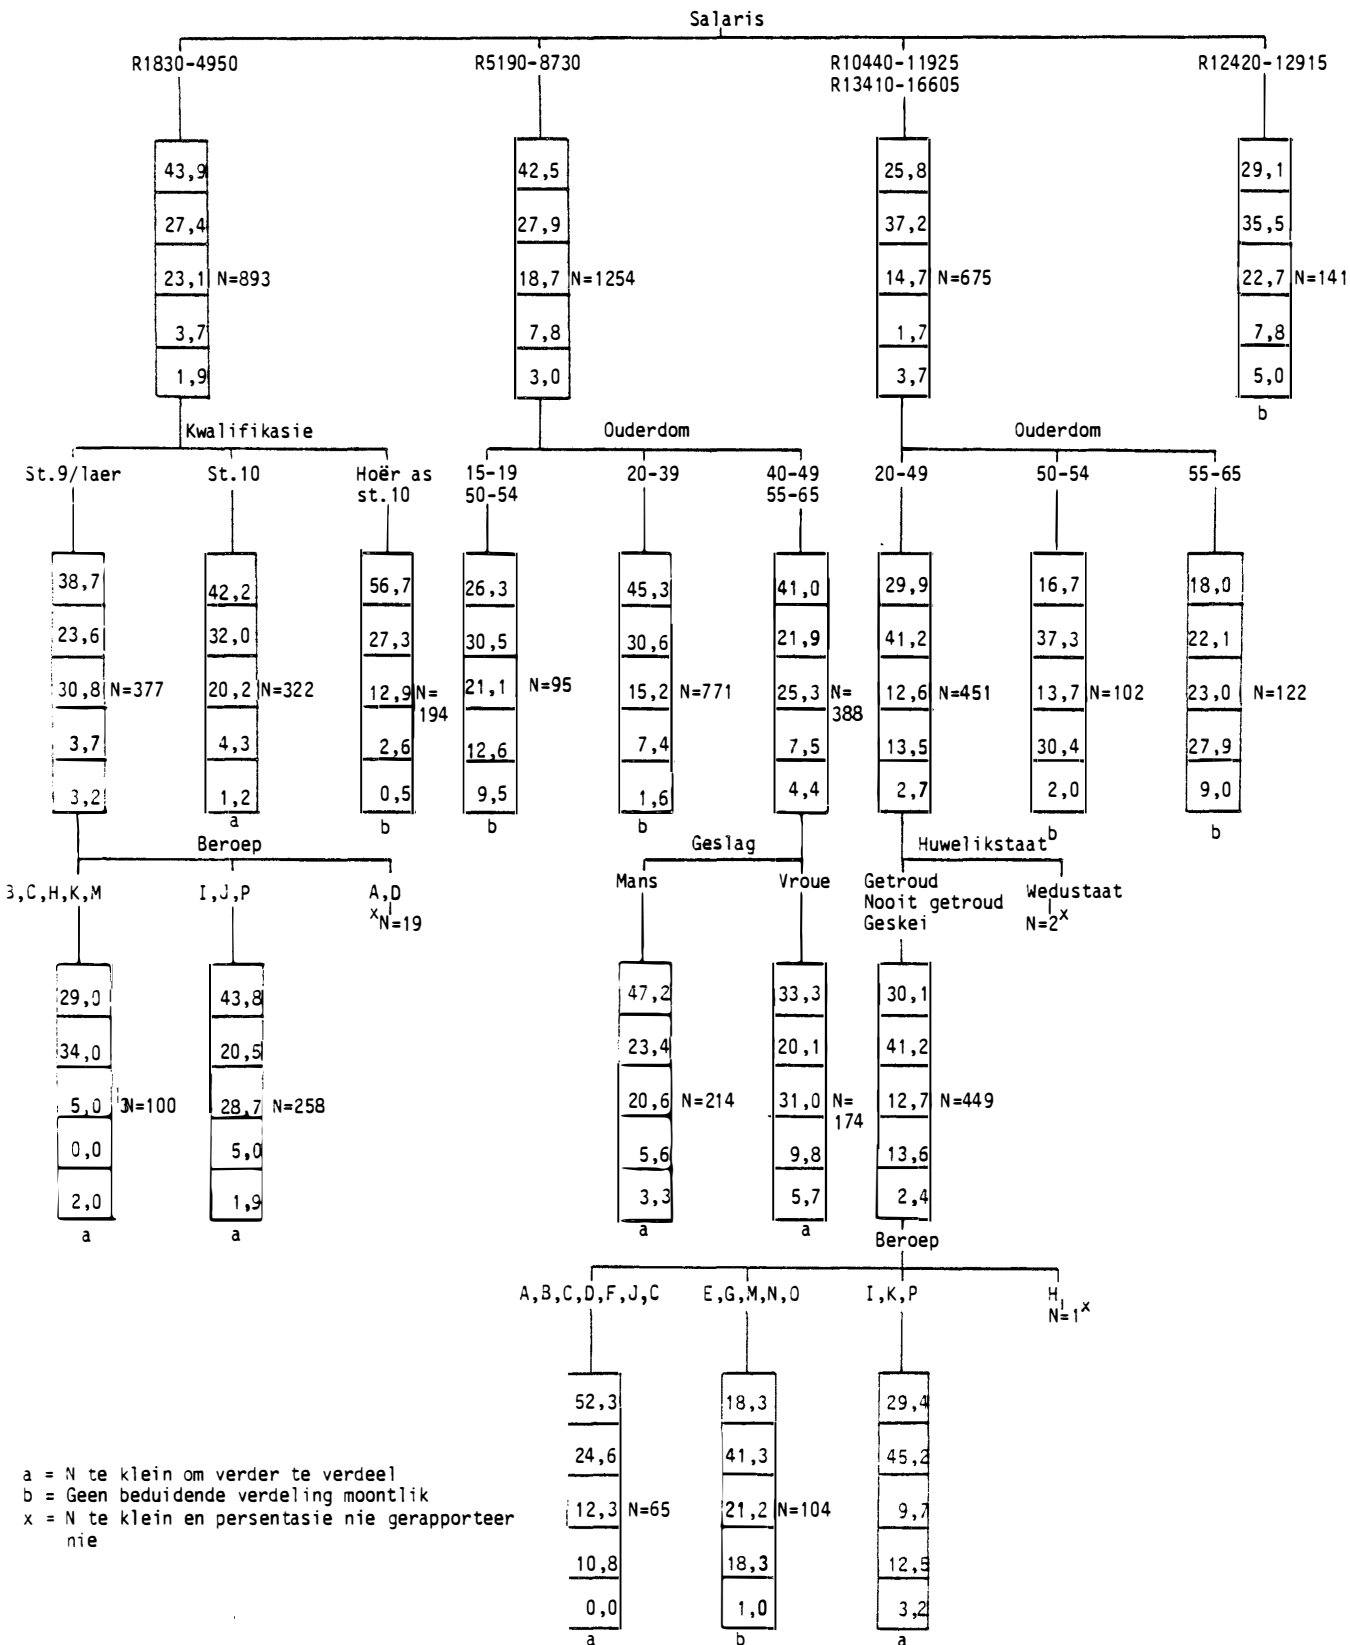 Salaris
R1830-4950 R5190-8730 R10440-11925 R12420-12915
R13410-16605
43,9 42,5 25,8 29,1
27,4 27,9 37,2 35,5
23,1 N=893 18,7 N=1254 14,7 N=675 22,7 N=141
3,7 7,8 1,7 7,8
1,9 3,0 3,7 5,0
b
Kwalifikasie Ouderdom Ouderdom
St.9/laer St.10 Hoër as 15-19 20-39 40-49 20-49 50-54 55-65
st.10 50-54 55-65
38,7 42,2 56,7 26,3 45,3 41,0 29,9 16,7 18,0
23,6 32,0 27,3 30,5 30,6 21,9 41,2 37,3 22,1
30,8 N=377 20,2 N=322 12,9 N= 21,1 N=95 15,2 N=771 25,3 N= 12,6 N=451 13,7 N=102 23,0 N=122
194 388
3,7 4,3 2,6 12,6 7,4 7,5 13,5 30,4 27,9
3,2 1,2 0,5 9,5 1,6 4,4 2,7 2,0 9,0
a b b b b b
Beroep Geslag Huwelikstaat
,C,H,K,M I,J,P A,D Mans Vroue Getroud Wedustaat
x N=19 Nooit getroud N=2x
Geskei
29,0 43,8 47,2 33,3 30,1
34,0 20,5 23,4 20,1 41,2
5,0 N=100 28,7 N=258 20,6 N=214 31,0 N= 12,7 N=449
174
0,0 5,0 5,6 9,8 13,6
2,0 1,9 3,3 5,7 2,4
a a a a
Beroep
A,B,C,D,F,J,C E,G,M,N,O I,K,P H
N=1x
52,3 18,3 29,4
24,6 41,3 45,2
12,3 N=65 21,2 N=104 9,7
10,8 18,3 12,5
0,0 1,0 3,2
a b a
a = N te klein om verder te verdeel
b = Geen beduidende verdeling moontlik
x = N te klein en persentasie nie gerapporteer
nie